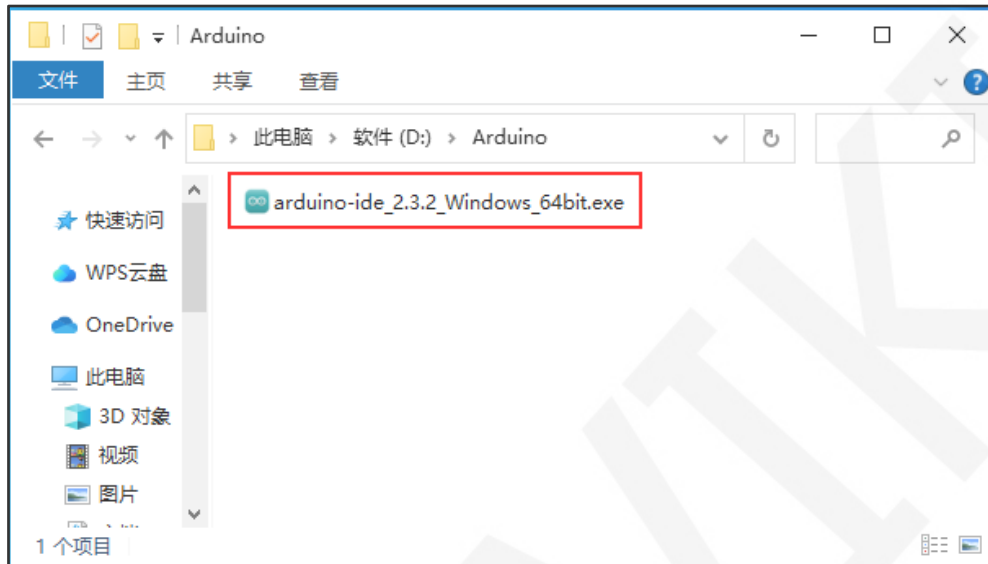 Arduino
文件 主页 共享 查看
此电脑 > 软件 (D:) > Arduino
arduino-ide_2.3.2_Windows_64bit.exe
快速访问
WPS云盘
OneDrive
此电脑
3D 对象
视频
图片
1 个项目